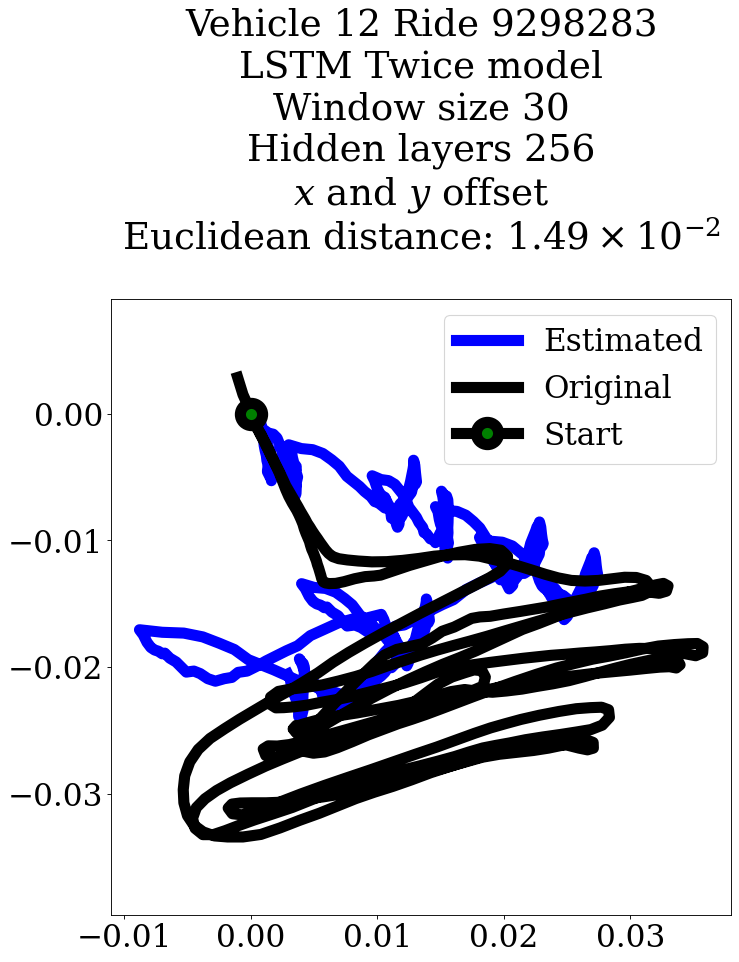 Vehicle 12 Ride 9298283
LSTM Twice model
Window size 30
Hidden layers 256
x and y offset
Euclidean distance: 1.49 × 10⁻²
Estimated
Original
Start
0.00
−0.01
−0.02
−0.03
−0.01 0.00 0.01 0.02 0.03